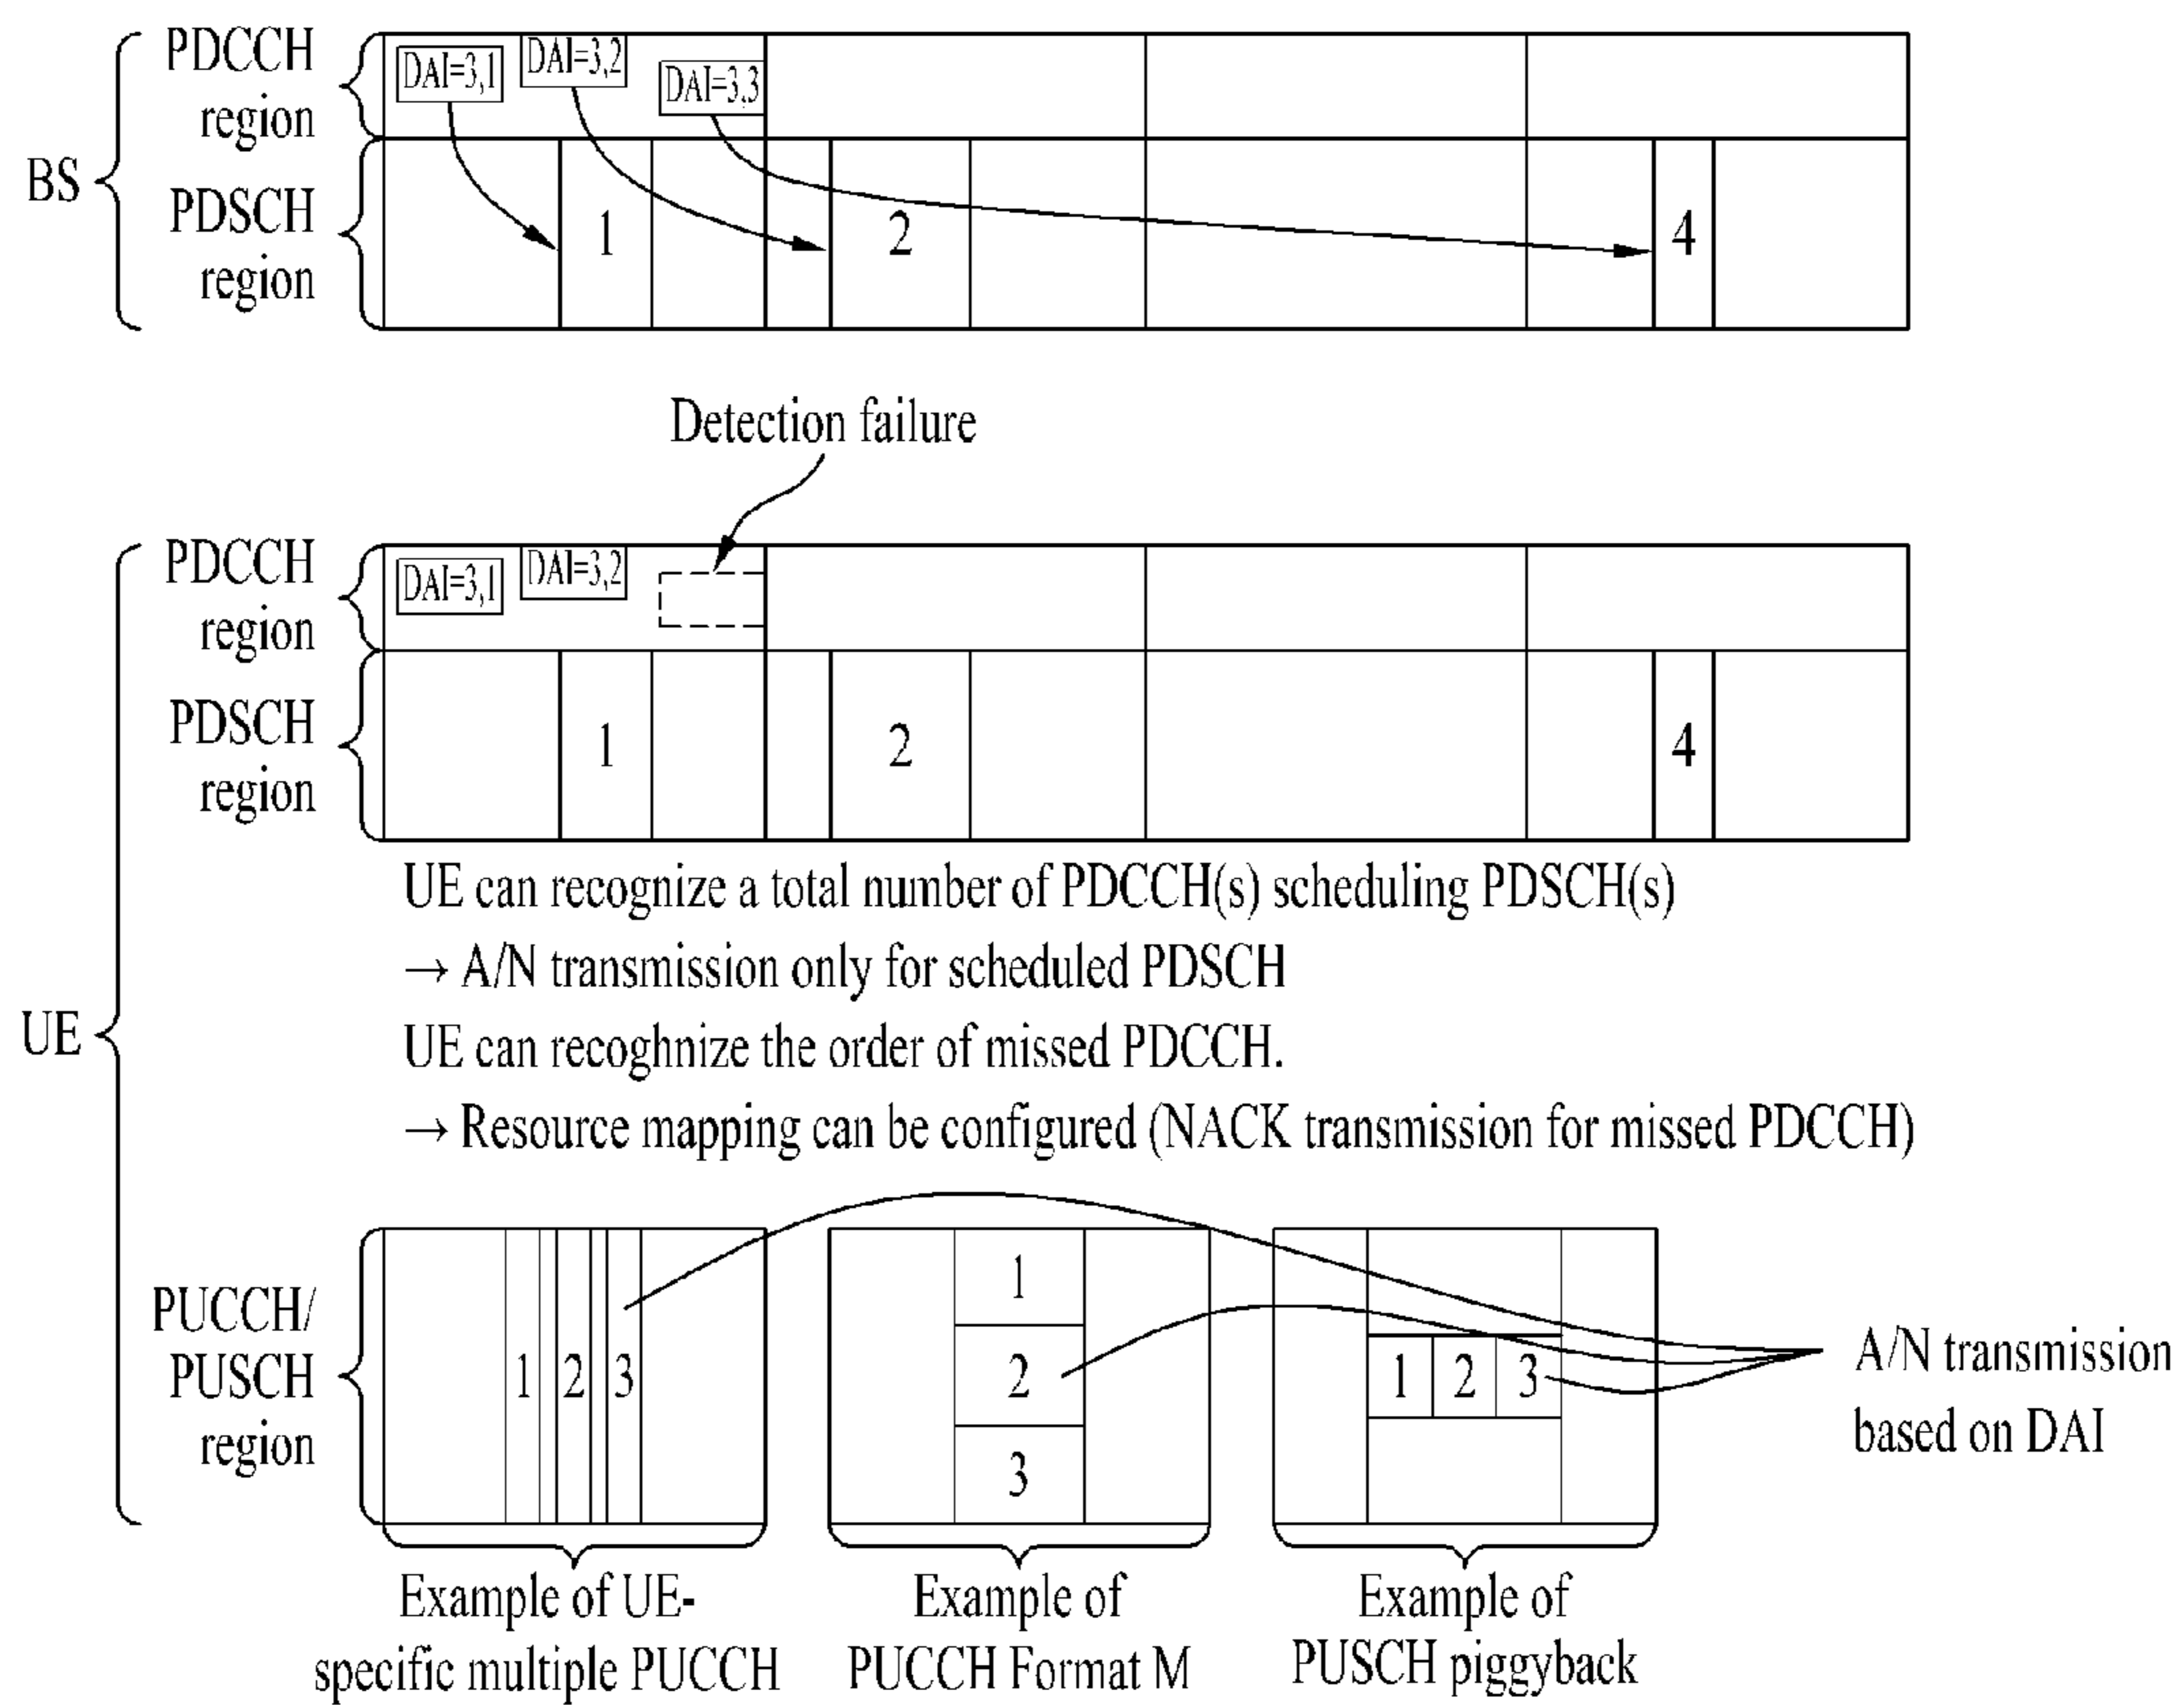 BS
PDCCH
region
DAI=3,1
DAI=3,2
DAI=3,3
PDSCH
region
1
2
4
Detection failure
UE
PDCCH
region
DAI=3,1
DAI=3,2
PDSCH
region
1
2
4
UE can recognize a total number of PDCCH(s) scheduling PDSCH(s)
→ A/N transmission only for scheduled PDSCH
UE can recoghnize the order of missed PDCCH.
→ Resource mapping can be configured (NACK transmission for missed PDCCH)
PUCCH/
PUSCH
region
1 2 3
1
2
3
1 2 3
A/N transmission
based on DAI
Example of UE-
specific multiple PUCCH
Example of
PUCCH Format M
Example of
PUSCH piggyback